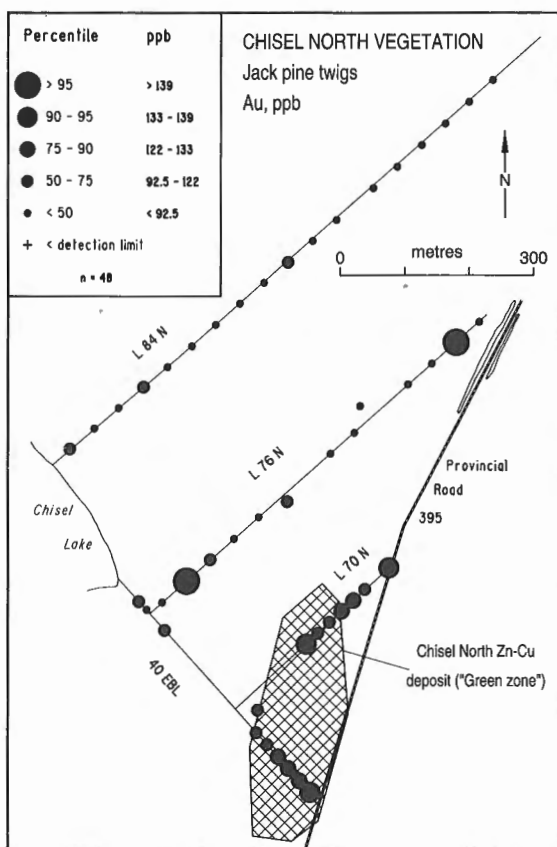 Percentile ppb
> 95 > 139
90 - 95 133 - 139
75 - 90 122 - 133
50 - 75 92.5 - 122
< 50 < 92.5
+ < detection limit
n = 48
CHISEL NORTH VEGETATION
Jack pine twigs
Au, ppb
N
0 metres 300
L 84 N
L 76 N
Provincial
Road
395
Chisel
Lake
L 70 N
40 EBL
Chisel North Zn-Cu
deposit ("Green zone")